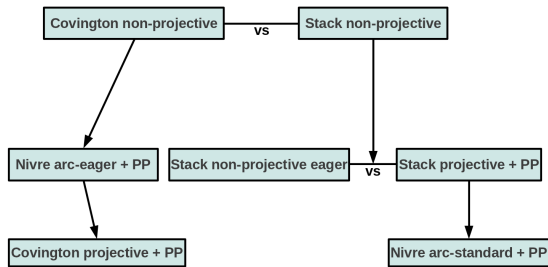 Covington non-projective
vs
Stack non-projective
Nivre arc-eager + PP
Stack non-projective eager
vs
Stack projective + PP
Covington projective + PP
Nivre arc-standard + PP